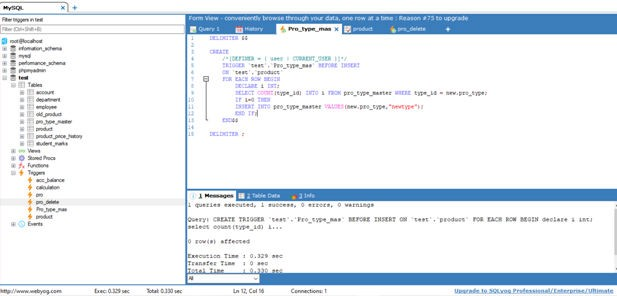 MySQL
Filter triggers in test
Filter (Ctrl+Shift+B)
root@localhost
information_schema
mysql
performance_schema
phpmyadmin
test
Tables
account
department
employee
old_product
pro_type_master
product
product_price_history
student_marks
Views
Stored Procs
Functions
Triggers
acc_balance
calculation
pro
pro_delete
Pro_type_mas
product
Events
Form View - conveniently browse through your data, one row at a time : Reason #75 to upgrade
Query 1
History
Pro_type_mas
product
pro_delete
1 DELIMITER $$
2
3 CREATE
4 /*[DEFINER = { user | CURRENT_USER }]*/
5 TRIGGER `test`.`Pro_type_mas` BEFORE INSERT
6 ON `test`.`product`
7 FOR EACH ROW BEGIN
8 DECLARE i INT;
9 SELECT COUNT(type_id) INTO i FROM pro_type_master WHERE type_id = new.pro_type;
10 IF i=0 THEN
11 INSERT INTO pro_type_master VALUES(new.pro_type,"newtype");
12 END IF;
13 END$$
DELIMITER ;
1 Messages
2 Table Data
3 Info
1 queries executed, 1 success, 0 errors, 0 warnings
Query: CREATE TRIGGER `test`.`Pro_type_mas` BEFORE INSERT ON `test`.`product` FOR EACH ROW BEGIN declare i int;
select count(type_id) i...
0 row(s) affected
Execution Time : 0.329 sec
Transfer Time : 0 sec
Total Time : 0.330 sec
All
http://www.webyog.com
Exec: 0.329 sec
Total: 0.330 sec
Ln 12, Col 16
Connections: 1
Upgrade to SQLyog Professional/Enterprise/Ultimate